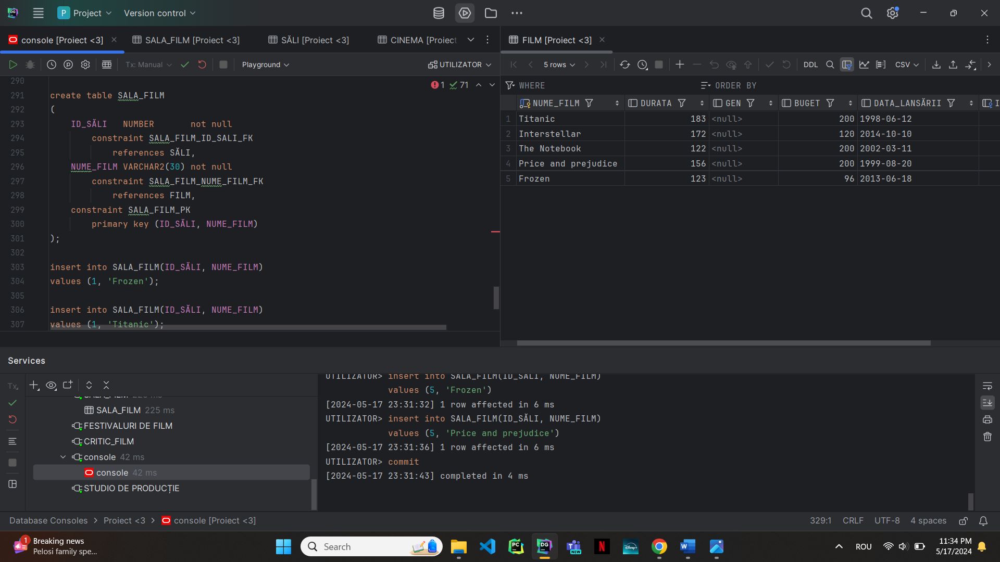 P Project Version control
console [Proiect <3] SALA_FILM [Proiect <3] SĂLI [Proiect <3] CINEMA [Proiect FILM [Proiect <3]
Tx: Manual Playground UTILIZATOR 5 rows DDL CSV
290 1 71
WHERE ORDER BY
291 create table SALA_FILM
292 (
293 ID_SĂLI NUMBER not null
294 constraint SALA_FILM_ID_SALI_FK
295 references SĂLI,
296 NUME_FILM VARCHAR2(30) not null
297 constraint SALA_FILM_NUME_FILM_FK
298 references FILM,
299 constraint SALA_FILM_PK
300 primary key (ID_SĂLI, NUME_FILM)
301 );
302
303 insert into SALA_FILM(ID_SĂLI, NUME_FILM)
304 values (1, 'Frozen');
305
306 insert into SALA_FILM(ID_SĂLI, NUME_FILM)
307 values (1, 'Titanic');
NUME_FILM DURATA GEN BUGET DATA_LANSĂRII I
1 Titanic 183 <null> 200 1998-06-12
2 Interstellar 172 <null> 120 2014-10-10
3 The Notebook 122 <null> 200 2002-03-11
4 Price and prejudice 156 <null> 200 1999-08-20
5 Frozen 123 <null> 96 2013-06-18
Services
Tx
SALA_FILM
SALA_FILM 225 ms
FESTIVALURI DE FILM
CRITIC_FILM
console 42 ms
console 42 ms
STUDIO DE PRODUCȚIE
UTILIZATOR> insert into SALA_FILM(ID_SĂLI, NUME_FILM)
values (5, 'Frozen')
[2024-05-17 23:31:32] 1 row affected in 6 ms
UTILIZATOR> insert into SALA_FILM(ID_SĂLI, NUME_FILM)
values (5, 'Price and prejudice')
[2024-05-17 23:31:36] 1 row affected in 6 ms
UTILIZATOR> commit
[2024-05-17 23:31:43] completed in 4 ms
Database Consoles > Proiect <3 > console [Proiect <3] 329:1 CRLF UTF-8 4 spaces
1 Breaking news
Pelosi family spe...
Search
ROU
11:34 PM
5/17/2024